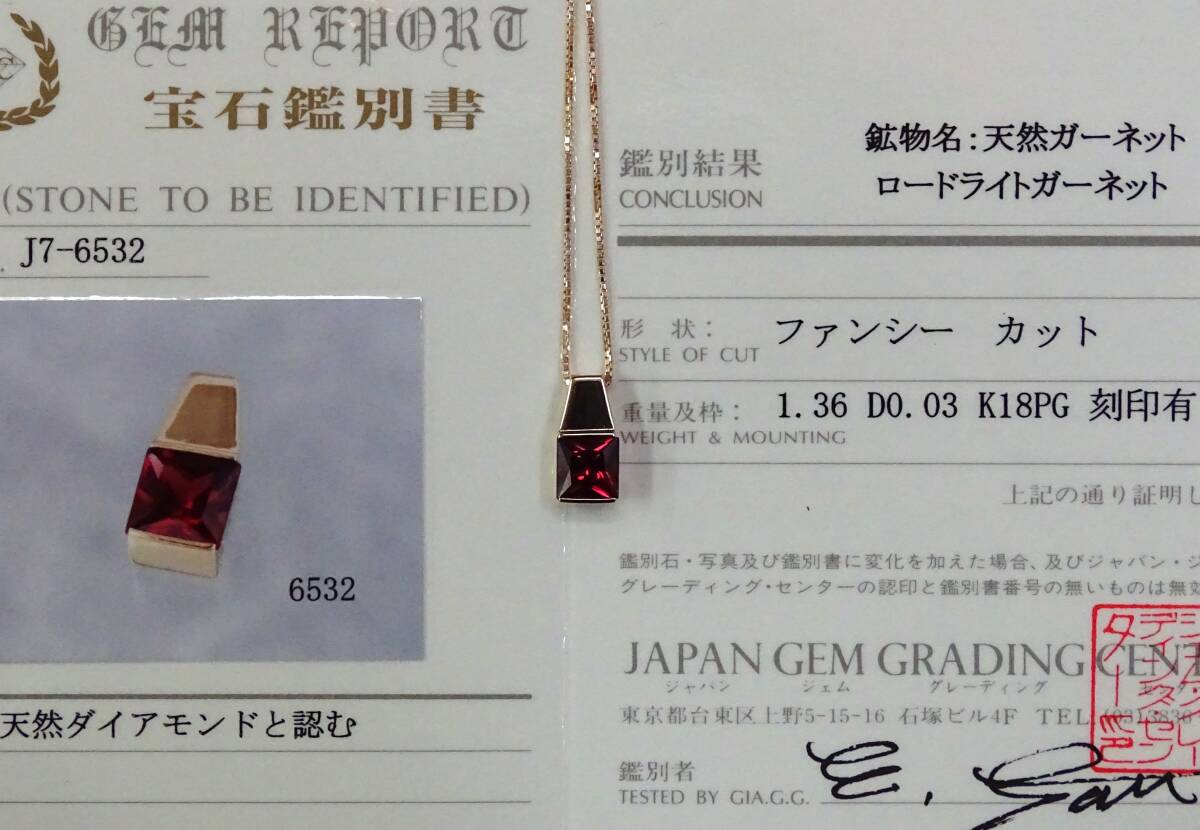 GEM REPORT
宝石鑑別書
(STONE TO BE IDENTIFIED)
J7-6532
6532
天然ダイアモンドと認む
鑑別結果
CONCLUSION
鉱物名:天然ガーネット
ロードライトガーネット
形 状:
STYLE OF CUT
ファンシー カット
重量及枠:
WEIGHT & MOUNTING
1.36 D0.03 K18PG 刻印有
上記の通り証明し
鑑別石・写真及び鑑別書に変化を加えた場合、及びジャパン・ジ
グレーディング・センターの認印と鑑別書番号の無いものは無効
JAPAN GEM GRADING CENT
ジャパン ジェム グレーディング
東京都台東区上野5-15-16 石塚ビル4F TEL
鑑別者
TESTED BY GIA.G.G.